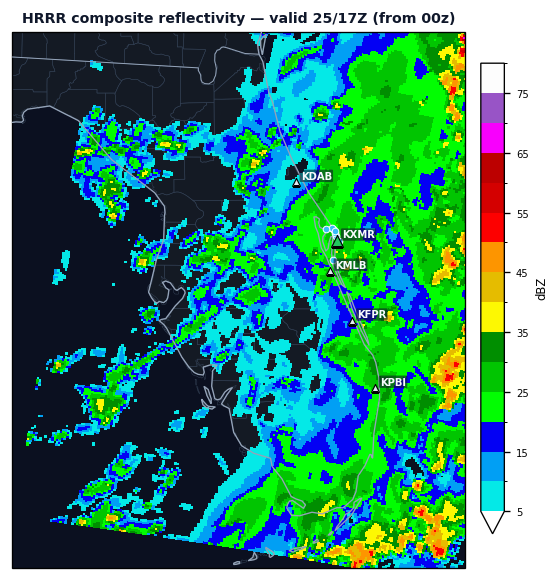 HRRR composite reflectivity — valid 25/17Z (from 00z)
KDAB
KXMR
KMLB
KFPR
KPBI
75
65
55
45
35
25
15
5
dBZ